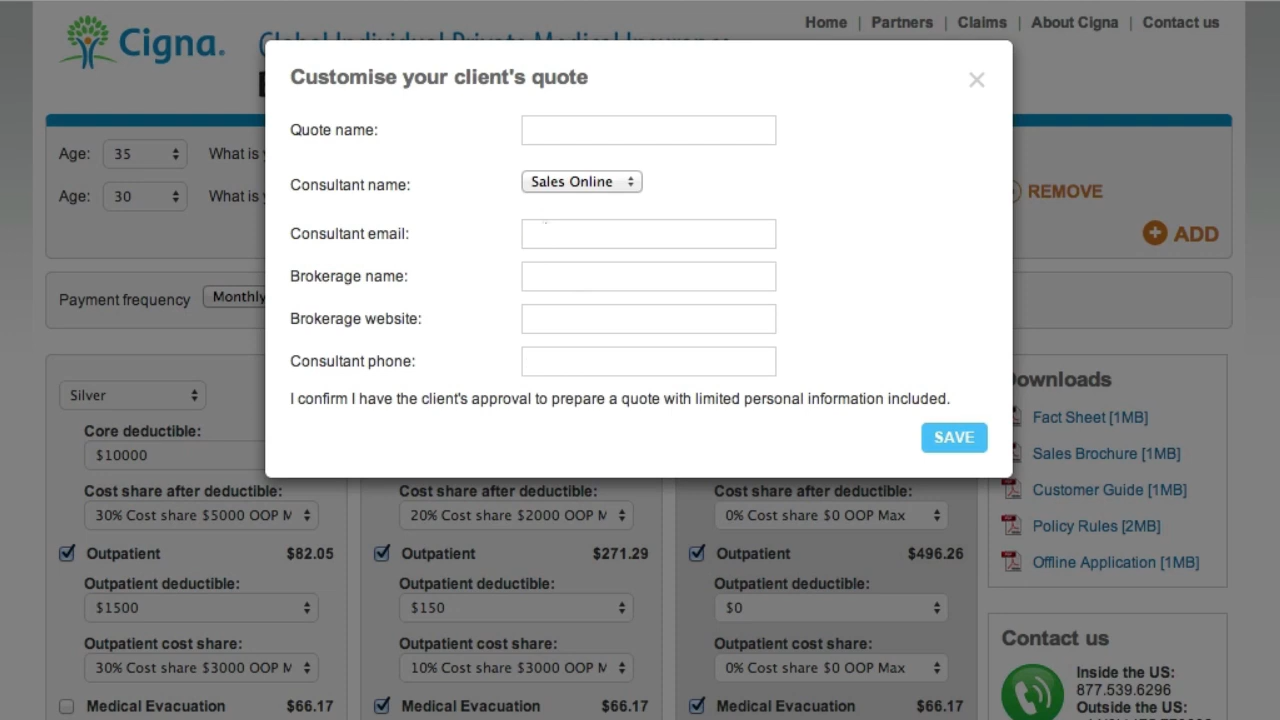 Home | Partners | Claims | About Cigna | Contact us
Cigna.
Customise your client's quote
Quote name:
Consultant name: Sales Online
Consultant email:
Brokerage name:
Brokerage website:
Consultant phone:
I confirm I have the client's approval to prepare a quote with limited personal information included.
SAVE
Age: 35 What is
Age: 30 What is
REMOVE
ADD
Payment frequency Monthly
Silver
Core deductible:
$10000
Cost share after deductible: Cost share after deductible: Cost share after deductible:
30% Cost share $5000 OOP M 20% Cost share $2000 OOP M 0% Cost share $0 OOP Max
Outpatient $82.05 Outpatient $271.29 Outpatient $496.26
Outpatient deductible: Outpatient deductible: Outpatient deductible:
$1500 $150 $0
Outpatient cost share: Outpatient cost share: Outpatient cost share:
30% Cost share $3000 OOP M 10% Cost share $3000 OOP M 0% Cost share $0 OOP Max
Medical Evacuation $66.17 Medical Evacuation $66.17 Medical Evacuation $66.17
ownloads
Fact Sheet [1MB]
Sales Brochure [1MB]
Customer Guide [1MB]
Policy Rules [2MB]
Offline Application [1MB]
Contact us
Inside the US:
877.539.6296
Outside the US: